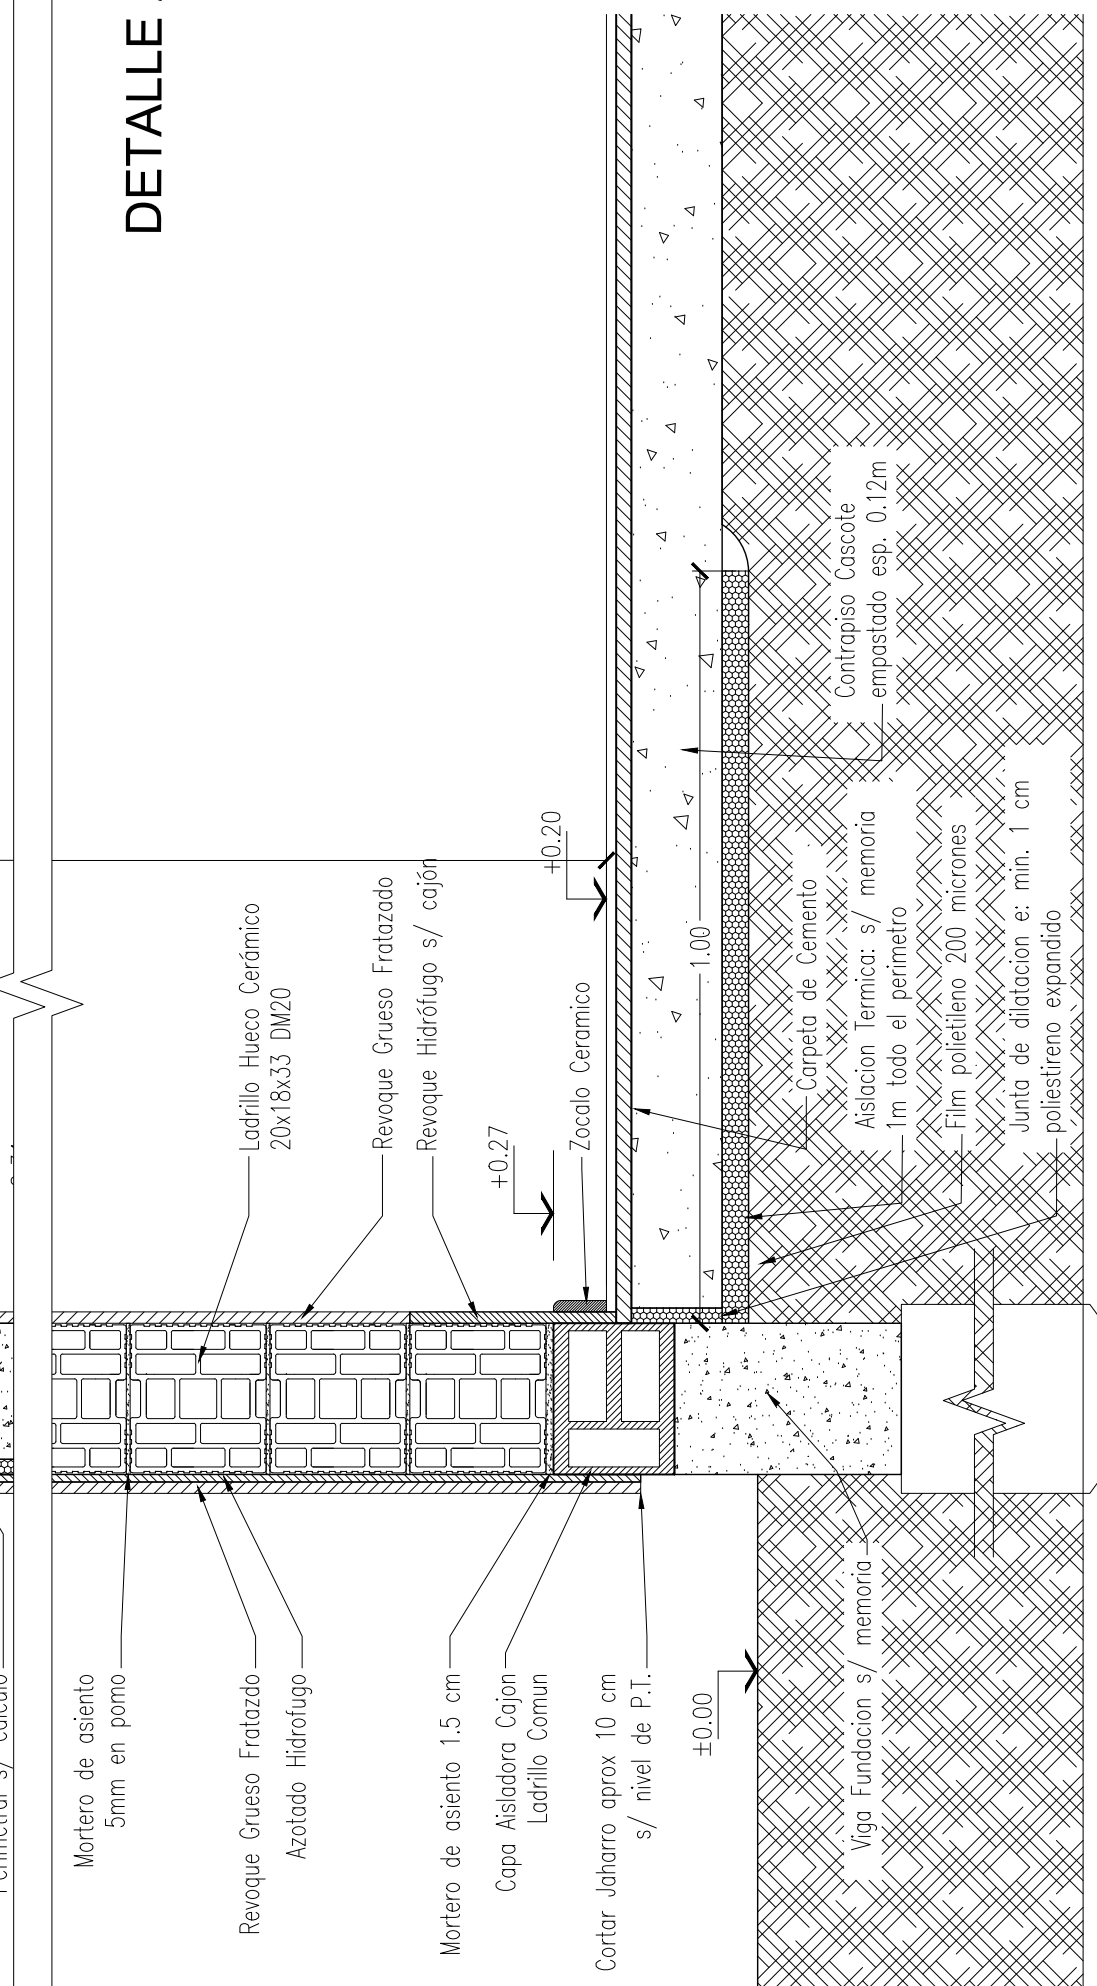 DETALLE
Mortero de asiento
5mm en pomo
Revoque Grueso Fratazdo
Azotado Hidrofugo
Mortero de asiento 1.5 cm
Capa Aisladora Cajon
Ladrillo Comun
Cortar Jaharro aprox 10 cm
s/ nivel de P.T.
±0.00
Viga Fundacion s/ memoria
Ladrillo Hueco Cerámico
20x18x33 DM20
Revoque Grueso Fratazado
Revoque Hidrófugo s/ cajón
+0.27
Zocalo Ceramico
+0.20
1.00
Carpeta de Cemento
Aislacion Termica: s/ memoria
1m todo el perimetro
Film polietileno 200 micrones
Junta de dilatacion e: min. 1 cm
poliestireno expandido
Contrapiso Cascote
empastado esp. 0.12m